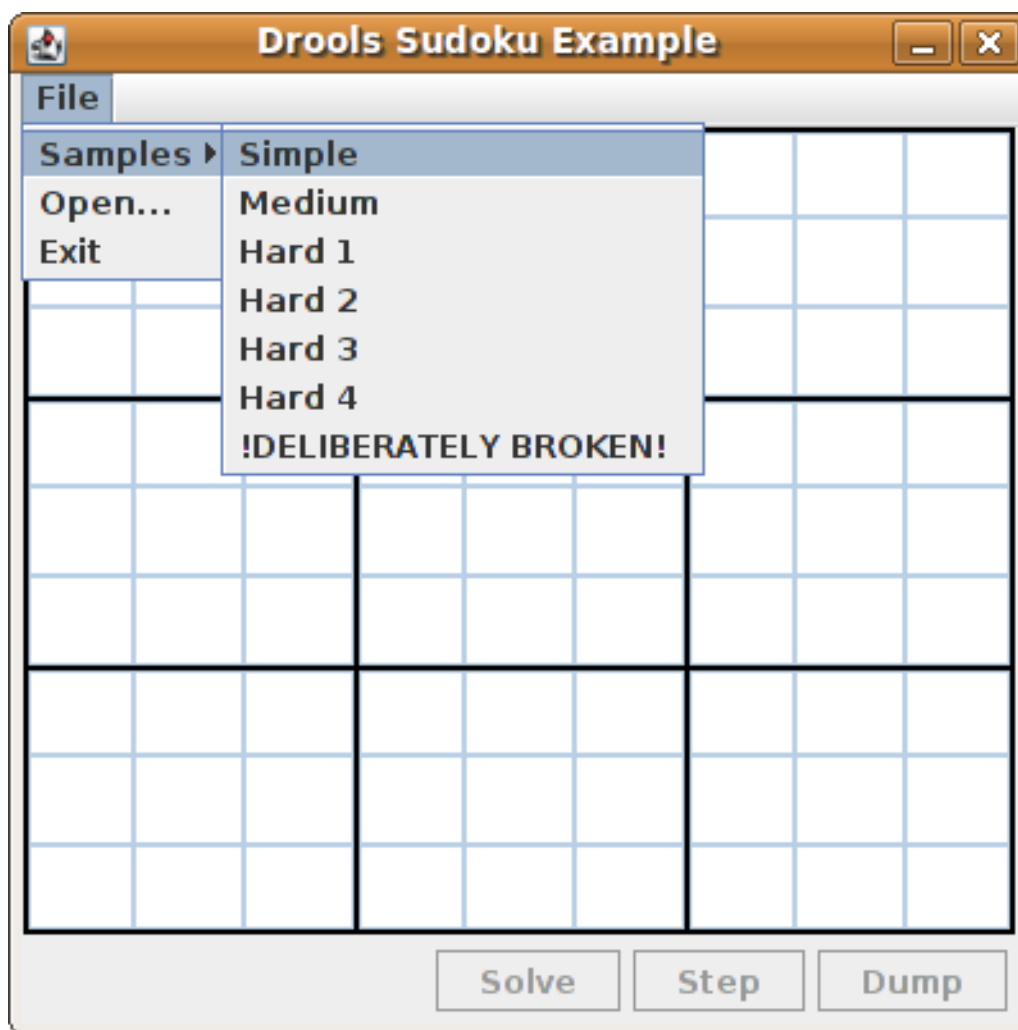 Drools Sudoku Example
File
Samples
Open...
Exit
Simple
Medium
Hard 1
Hard 2
Hard 3
Hard 4
!DELIBERATELY BROKEN!
Solve Step Dump